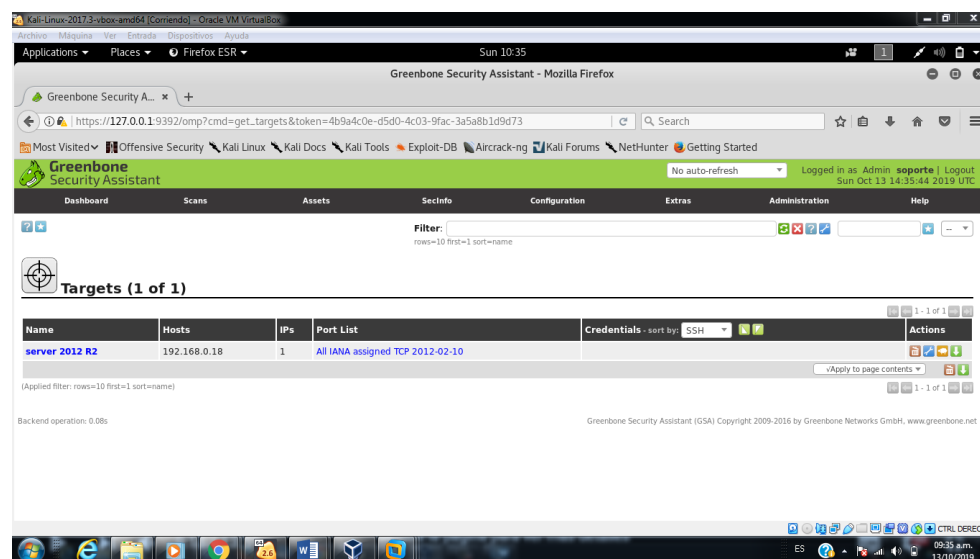 Kali-Linux-2017.3-vbox-amd64 [Corriendo] - Oracle VM VirtualBox
Archivo Máquina Ver Entrada Dispositivos Ayuda
Applications Places Firefox ESR Sun 10:35 1
Greenbone Security Assistant - Mozilla Firefox
Greenbone Security A... × +
https://127.0.0.1:9392/omp?cmd=get_targets&token=4b9a4c0e-d5d0-4c03-9fac-3a5a8b1d9d73 Search
Most Visited Offensive Security Kali Linux Kali Docs Kali Tools Exploit-DB Aircrack-ng Kali Forums NetHunter Getting Started
Greenbone
Security Assistant
No auto-refresh
Logged in as Admin soporte | Logout
Sun Oct 13 14:35:44 2019 UTC
Dashboard Scans Assets SecInfo Configuration Extras Administration Help
Filter: --
rows=10 first=1 sort=name
Targets (1 of 1)
1 - 1 of 1
Name Hosts IPs Port List Credentials - sort by: SSH Actions
server 2012 R2 192.168.0.18 1 All IANA assigned TCP 2012-02-10
√Apply to page contents
(Applied filter: rows=10 first=1 sort=name) 1 - 1 of 1
Backend operation: 0.08s Greenbone Security Assistant (GSA) Copyright 2009-2016 by Greenbone Networks GmbH, www.greenbone.net
CTRL DEREC
2.6
ES 09:35 a.m.
13/10/2019